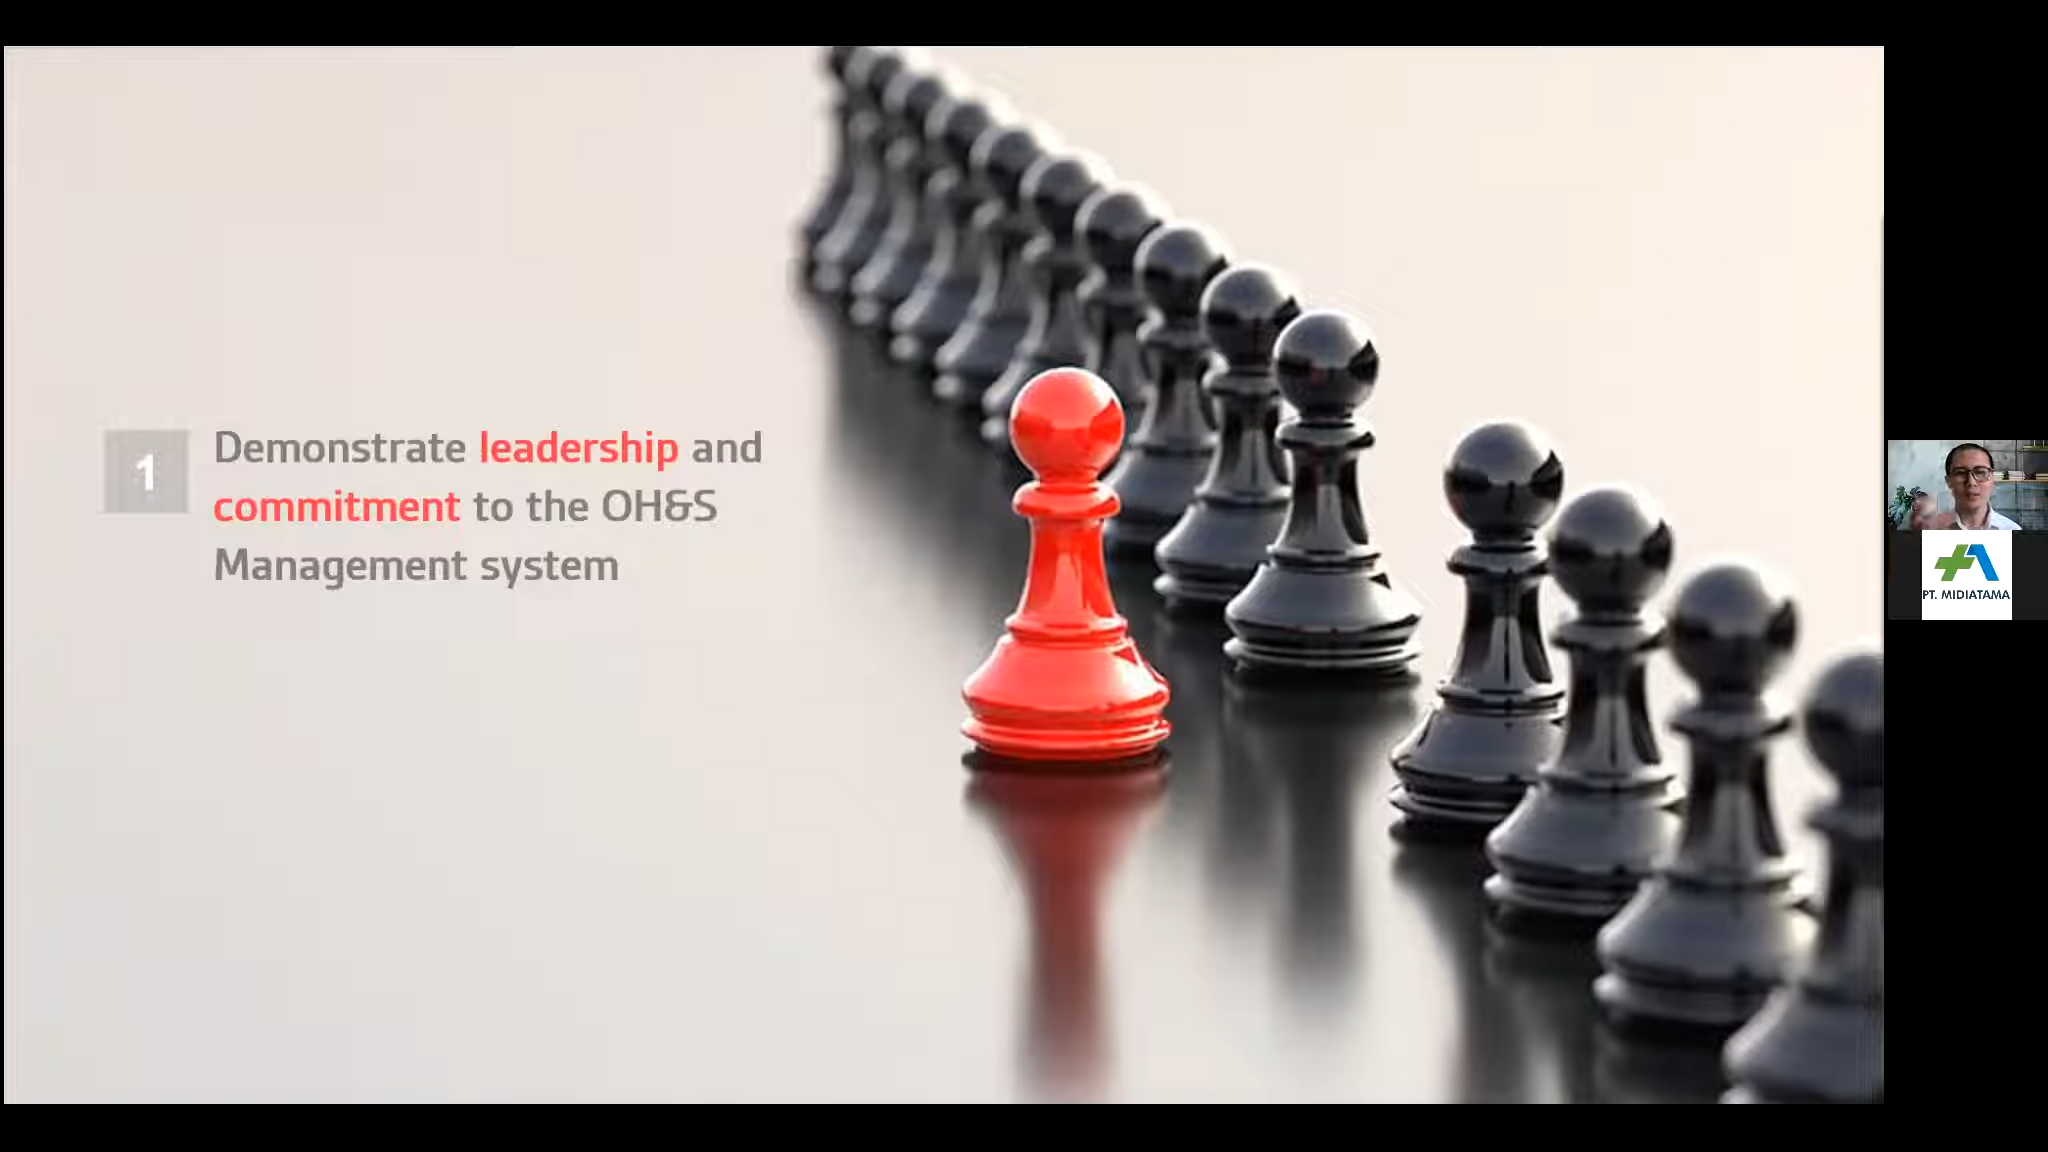 1
Demonstrate leadership and
commitment to the OH&S
Management system
PT. MIDIATAMA